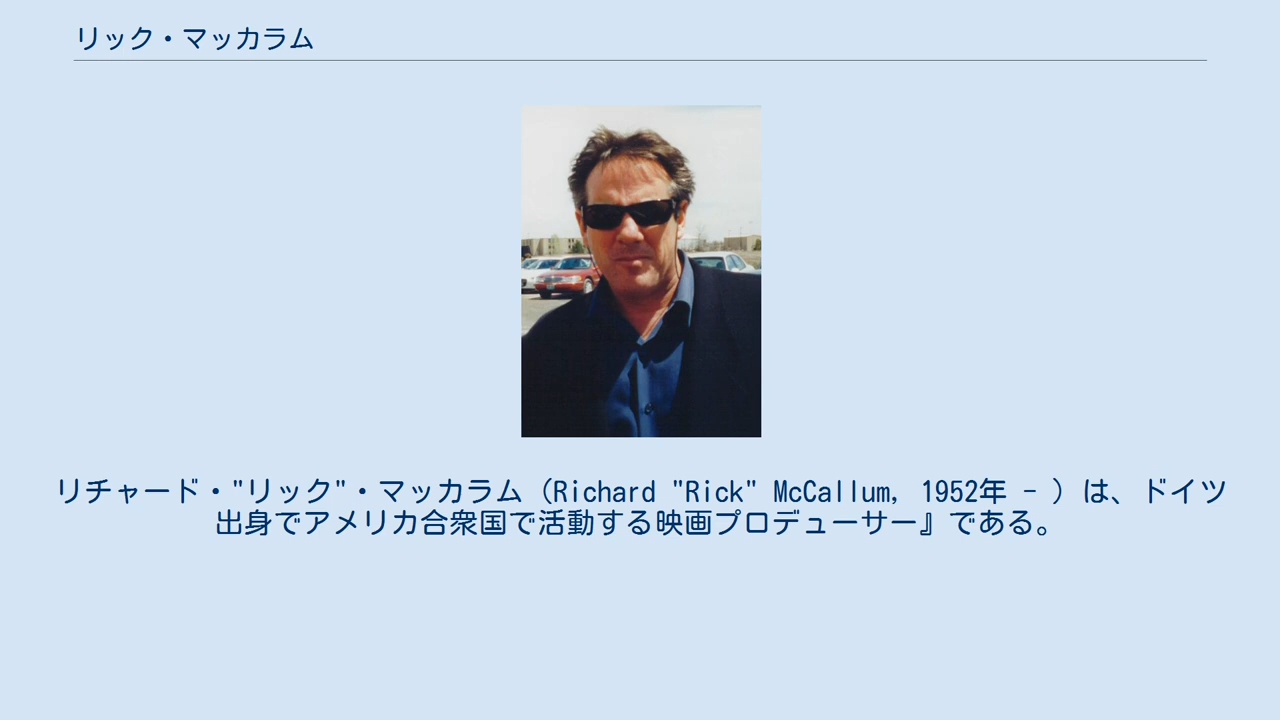 リック・マッカラム
リチャード・"リック"・マッカラム（Richard "Rick" McCallum, 1952年 - ）は、ドイツ
出身でアメリカ合衆国で活動する映画プロデューサー』である。